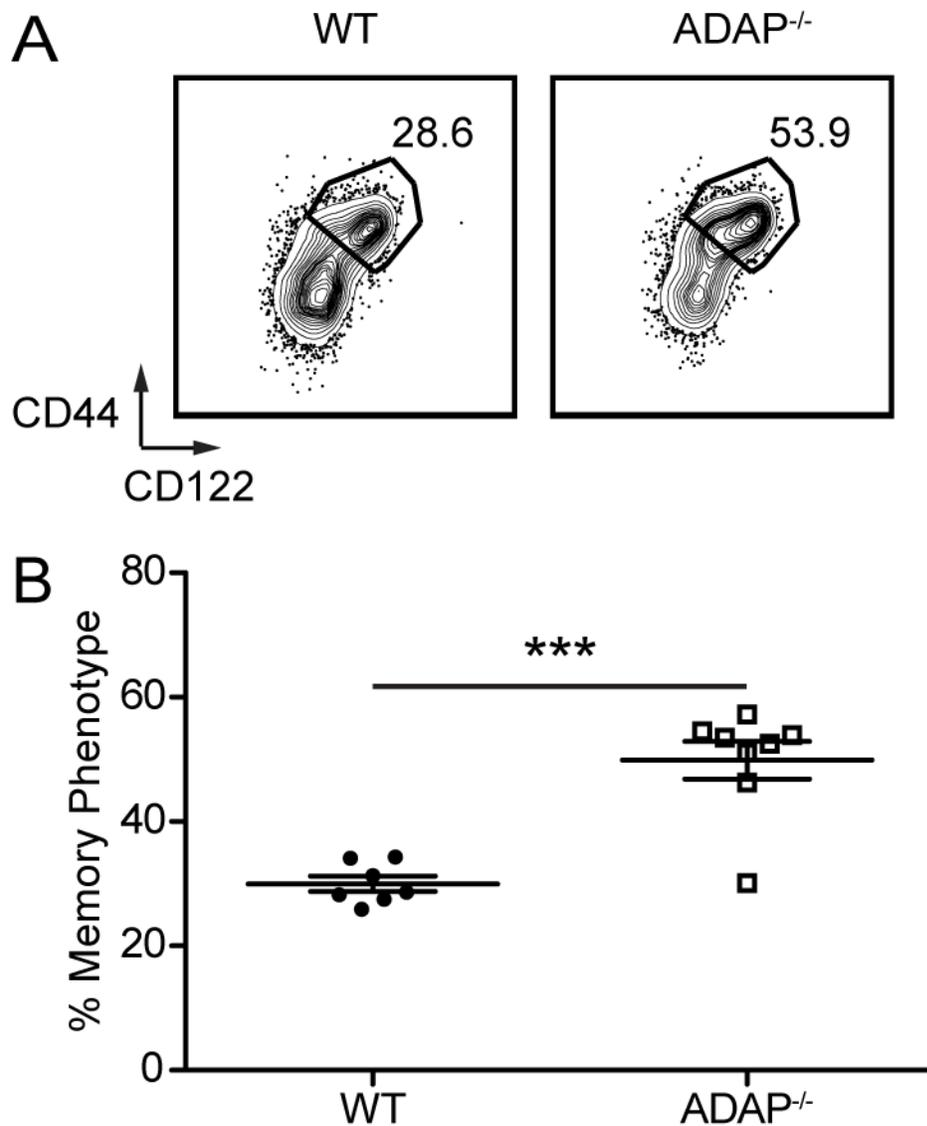 A
WT
ADAP-/-
28.6
53.9
CD44
CD122
B
% Memory Phenotype
80
60
40
20
0
***
WT
ADAP-/-